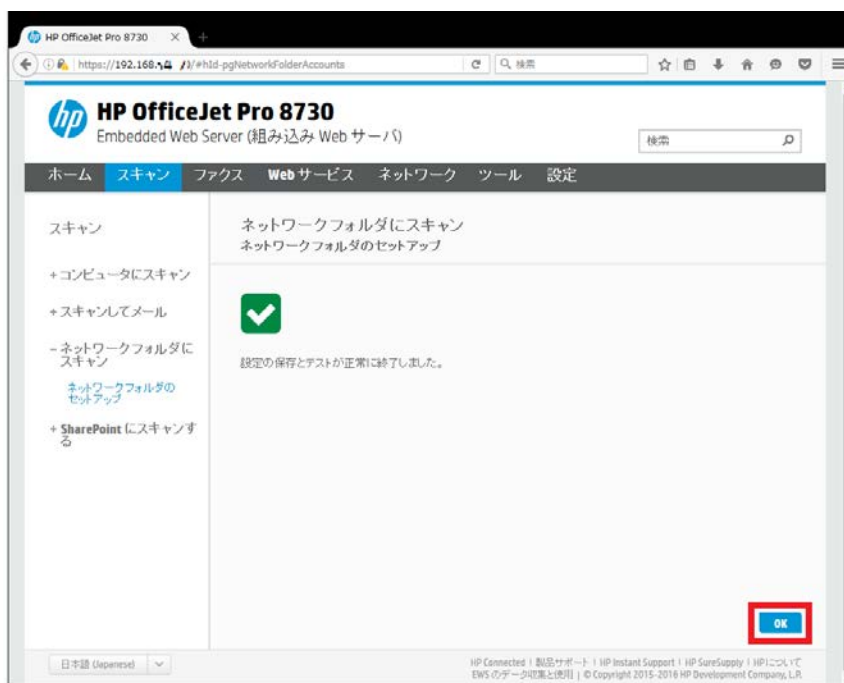 HP OfficeJet Pro 8730
https://192.168. /#hId-pgNetworkFolderAccounts
検索
hp
HP OfficeJet Pro 8730
Embedded Web Server (組み込み Web サーバ)
検索
ホーム スキャン ファクス Web サービス ネットワーク ツール 設定
スキャン
+コンピュータにスキャン
+スキャンしてメール
-ネットワークフォルダに
スキャン
ネットワークフォルダの
セットアップ
+ SharePoint にスキャンす
る
ネットワークフォルダにスキャン
ネットワークフォルダのセットアップ
設定の保存とテストが正常に終了しました。
OK
日本語 (Japanese)
HP Connected | 製品サポート | HP Instant Support | HP SureSupply | HPについて
EWS のデータ収集と使用 | © Copyright 2015-2016 HP Development Company, L.P.